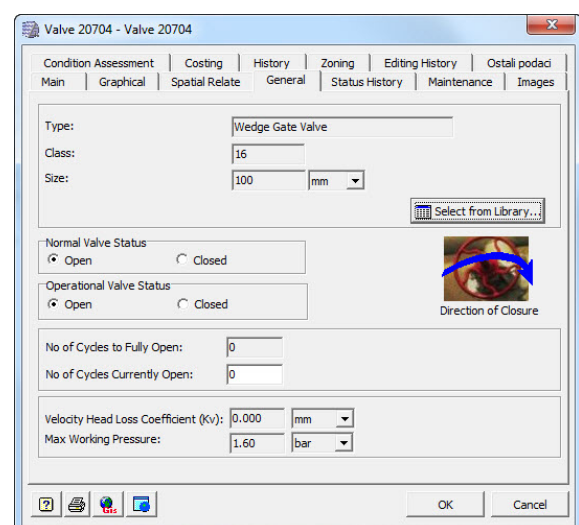 Valve 20704 - Valve 20704
Condition Assessment Costing History Zoning Editing History Ostali podaci
Main Graphical Spatial Relate General Status History Maintenance Images
Type: Wedge Gate Valve
Class: 16
Size: 100 mm
Select from Library...
Normal Valve Status
Open Closed
Operational Valve Status
Open Closed
Direction of Closure
No of Cycles to Fully Open: 0
No of Cycles Currently Open: 0
Velocity Head Loss Coefficient (Kv): 0.000 mm
Max Working Pressure: 1.60 bar
Gis OK Cancel